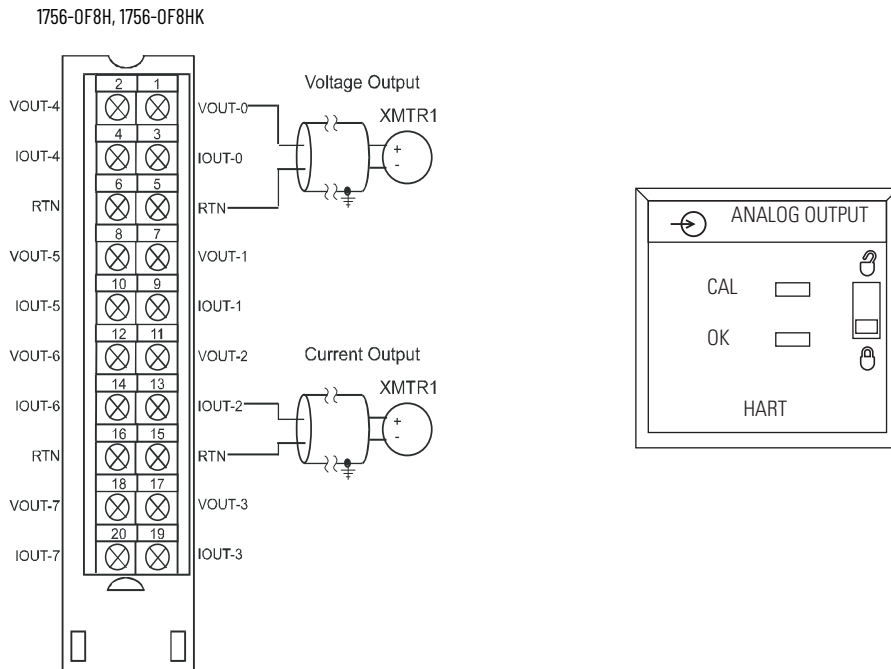 1756-OF8H, 1756-OF8HK
Voltage Output
XMTR1
+
-
2 1
VOUT-4 VOUT-0
4 3
IOUT-4 IOUT-0
6 5
RTN RTN
8 7
VOUT-5 VOUT-1
10 9
IOUT-5 IOUT-1
12 11
VOUT-6 VOUT-2
Current Output
XMTR1
+
-
14 13
IOUT-6 IOUT-2
16 15
RTN RTN
18 17
VOUT-7 VOUT-3
20 19
IOUT-7 IOUT-3
ANALOG OUTPUT
CAL
OK
HART